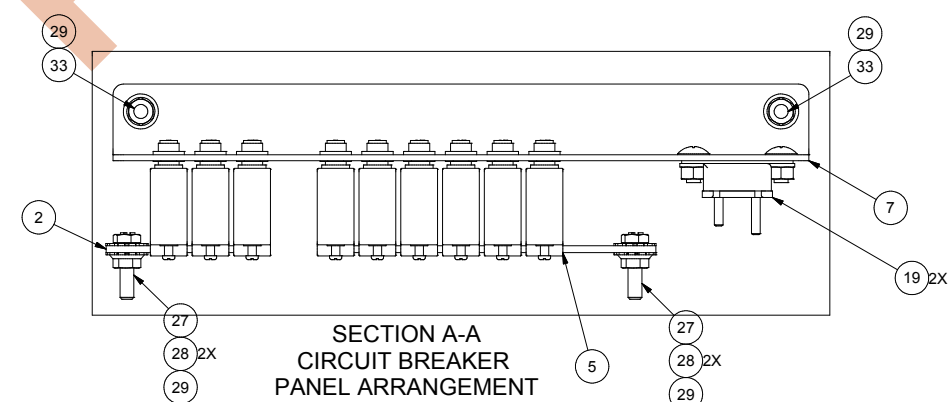 29
33
29
33
2
7
19 2X
27
28 2X
29
SECTION A-A
CIRCUIT BREAKER
PANEL ARRANGEMENT
5
27
28 2X
29